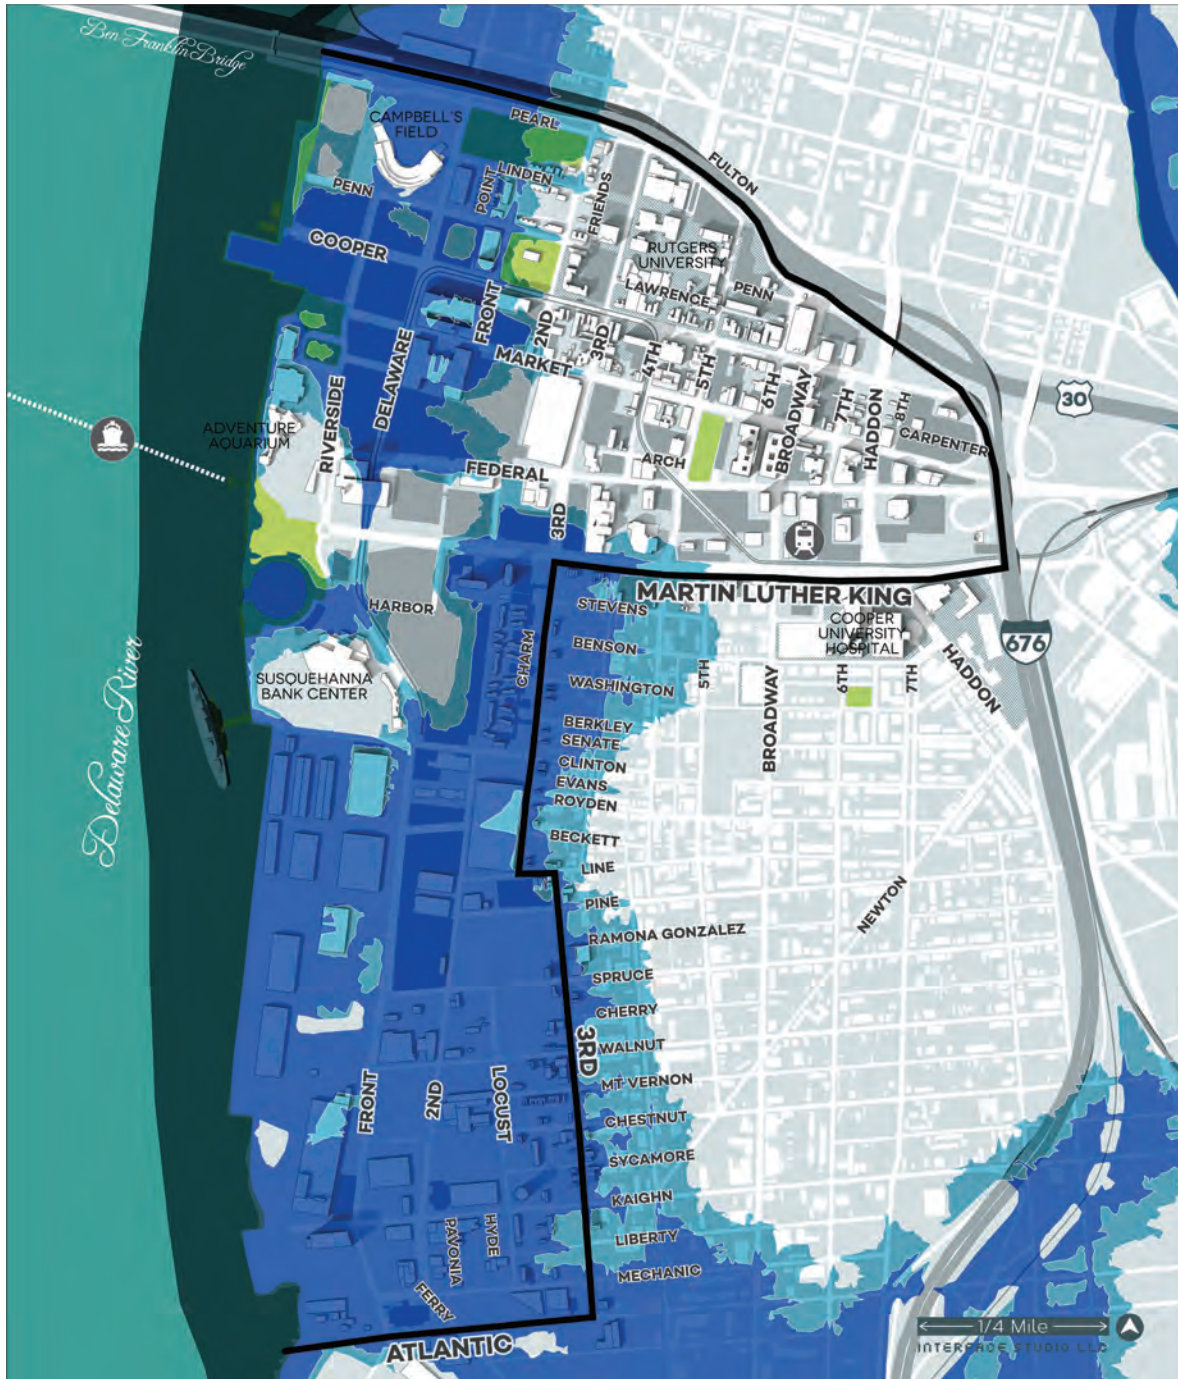 Ben Franklin Bridge
CAMPBELL'S
FIELD
PEARL
LINDEN
POINT
PENN
FRIENDS
FULTON
COOPER
RUTGERS
UNIVERSITY
LAWRENCE
PENN
FRONT
DELAWARE
2ND
MARKET
3RD
4TH
5TH
6TH
BROADWAY
7TH
HADDON
8TH
CARPENTER
30
RIVERSIDE
ADVENTURE
AQUARIUM
FEDERAL
ARCH
3RD
MARTIN LUTHER KING
HARBOR
STEVENS
COOPER
UNIVERSITY
HOSPITAL
676
CHARM
BENSON
HADDON
SUSQUEHANNA
BANK CENTER
WASHINGTON
5TH
6TH
7TH
BROADWAY
BERKLEY
SENATE
CLINTON
EVANS
ROYDEN
BECKETT
LINE
PINE
NEWTON
RAMONA GONZALEZ
SPRUCE
CHERRY
3RD
WALNUT
MT VERNON
CHESTNUT
SYCAMORE
KAIGHN
LIBERTY
MECHANIC
Delaware River
FRONT
2ND
LOCUST
PAVONIA
HYDE
FERRY
ATLANTIC
1/4 Mile
INTERFACE STUDIO LLC